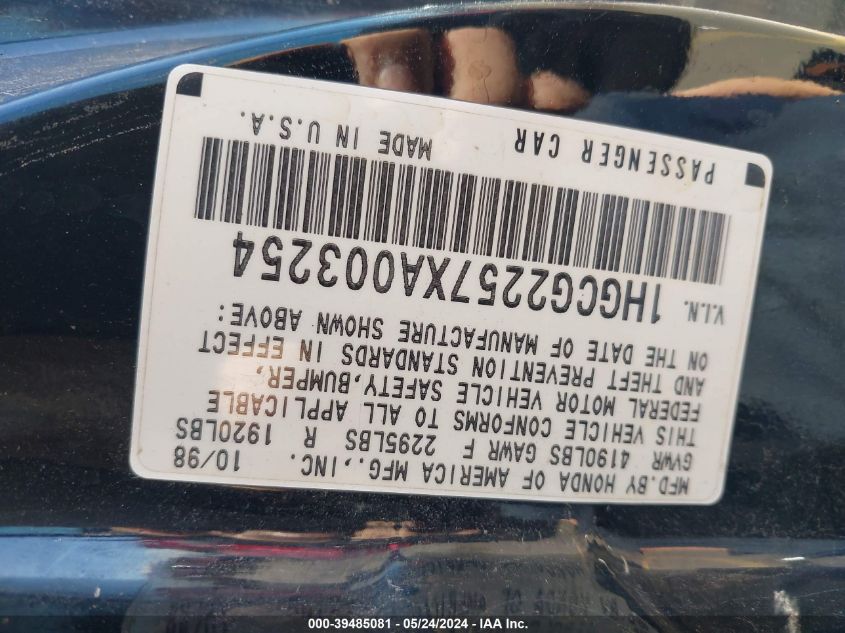 MFD.BY HONDA OF AMERICA MFG.,INC. 10/98
GVWR 4190LBS GAWR F 2295LBS R 1920LBS
THIS VEHICLE CONFORMS TO ALL APPLICABLE
FEDERAL MOTOR VEHICLE SAFETY,BUMPER,
AND THEFT PREVENTION STANDARDS IN EFFECT
ON THE DATE OF MANUFACTURE SHOWN ABOVE:
V.I.N. 1HGCG2257XA003254
PASSENGER CAR MADE IN U.S.A.
000-39485081 - 05/24/2024 - IAA Inc.